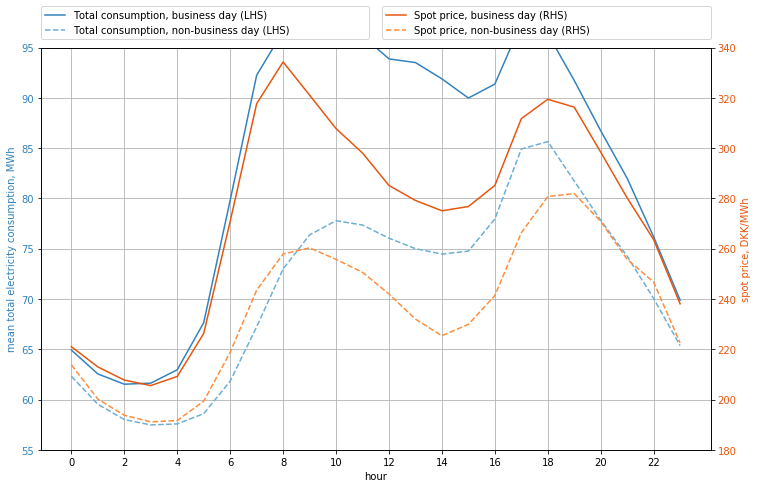 Total consumption, business day (LHS)
Total consumption, non-business day (LHS)
Spot price, business day (RHS)
Spot price, non-business day (RHS)
mean total electricity consumption, MWh
95
90
85
80
75
70
65
60
55
340
320
300
280
260
240
220
200
180
spot price, DKK/MWh
0 2 4 6 8 10 12 14 16 18 20 22
hour